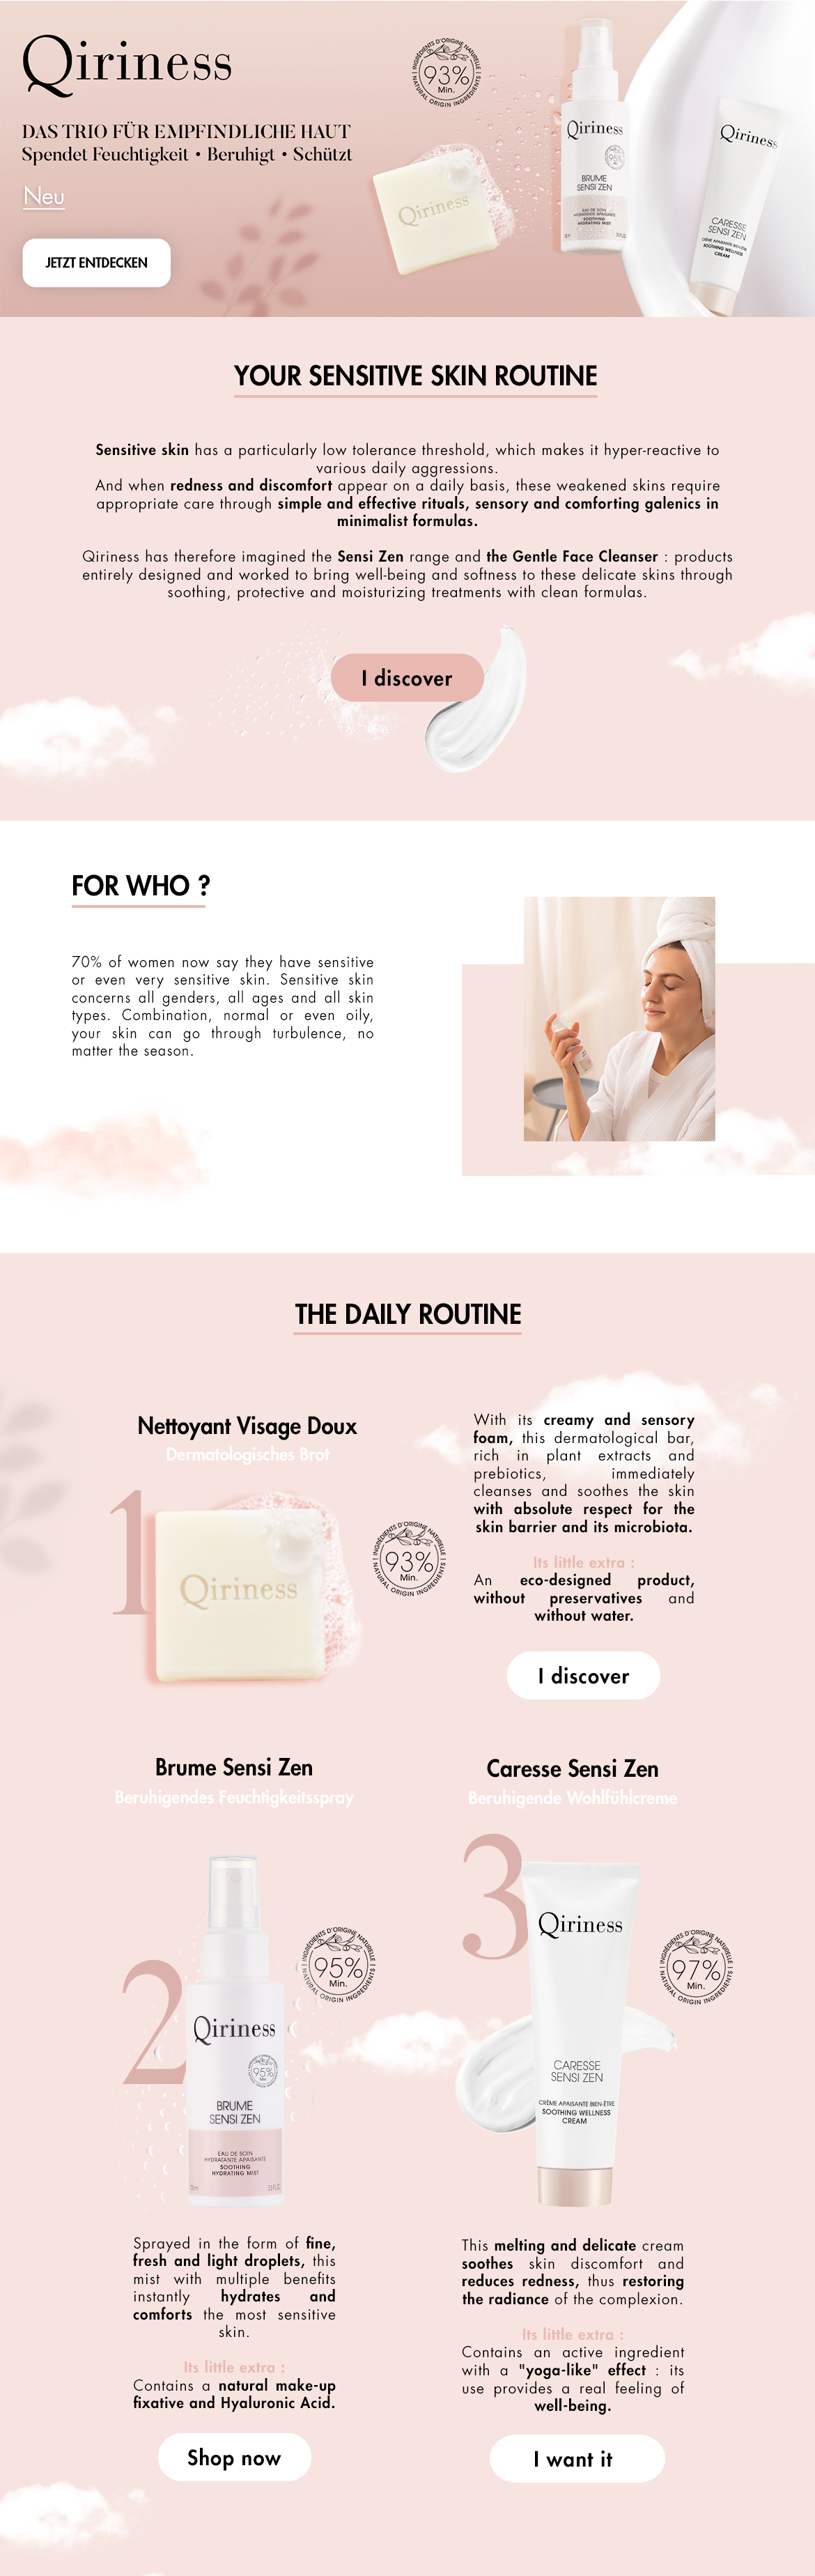 Qiriness
DAS TRIO FÜR EMPFINDLICHE HAUT
Spendet Feuchtigkeit • Beruhigt • Schützt
Neu
JETZT ENTDECKEN
INGRÉDIENTS D'ORIGINE NATURELLE
93%
Min.
NATURAL ORIGIN INGREDIENTS
Qiriness
Qiriness
95%
BRUME
SENSI ZEN
EAU DE SOIN
HYDRATANTE APAISANTE
SOOTHING
HYDRATING MIST
Qiriness
CARESSE
SENSI ZEN
CRÈME APAISANTE BIEN-ÊTRE
SOOTHING WELLNESS
CREAM
YOUR SENSITIVE SKIN ROUTINE
Sensitive skin has a particularly low tolerance threshold, which makes it hyper-reactive to
various daily aggressions.
And when redness and discomfort appear on a daily basis, these weakened skins require
appropriate care through simple and effective rituals, sensory and comforting galenics in
minimalist formulas.
Qiriness has therefore imagined the Sensi Zen range and the Gentle Face Cleanser : products
entirely designed and worked to bring well-being and softness to these delicate skins through
soothing, protective and moisturizing treatments with clean formulas.
I discover
FOR WHO ?
70% of women now say they have sensitive
or even very sensitive skin. Sensitive skin
concerns all genders, all ages and all skin
types. Combination, normal or even oily,
your skin can go through turbulence, no
matter the season.
THE DAILY ROUTINE
Nettoyant Visage Doux
Dermatologisches Brot
1
Qiriness
INGRÉDIENTS D'ORIGINE NATURELLE
93%
Min.
NATURAL ORIGIN INGREDIENTS
With its creamy and sensory
foam, this dermatological bar,
rich in plant extracts and
prebiotics, immediately
cleanses and soothes the skin
with absolute respect for the
skin barrier and its microbiota.
Its little extra :
An eco-designed product,
without preservatives and
without water.
I discover
Brume Sensi Zen
Beruhigendes Feuchtigkeitsspray
2
INGRÉDIENTS D'ORIGINE NATURELLE
95%
Min.
NATURAL ORIGIN INGREDIENTS
Qiriness
95%
Min.
BRUME
SENSI ZEN
EAU DE SOIN
HYDRATANTE APAISANTE
SOOTHING
HYDRATING MIST
Sprayed in the form of fine,
fresh and light droplets, this
mist with multiple benefits
instantly hydrates and
comforts the most sensitive
skin.
Its little extra :
Contains a natural make-up
fixative and Hyaluronic Acid.
Shop now
Caresse Sensi Zen
Beruhigende Wohlfühlcreme
3
Qiriness
INGRÉDIENTS D'ORIGINE NATURELLE
97%
Min.
NATURAL ORIGIN INGREDIENTS
CARESSE
SENSI ZEN
CRÈME APAISANTE BIEN-ÊTRE
SOOTHING WELLNESS
CREAM
This melting and delicate cream
soothes skin discomfort and
reduces redness, thus restoring
the radiance of the complexion.
Its little extra :
Contains an active ingredient
with a "yoga-like" effect : its
use provides a real feeling of
well-being.
I want it